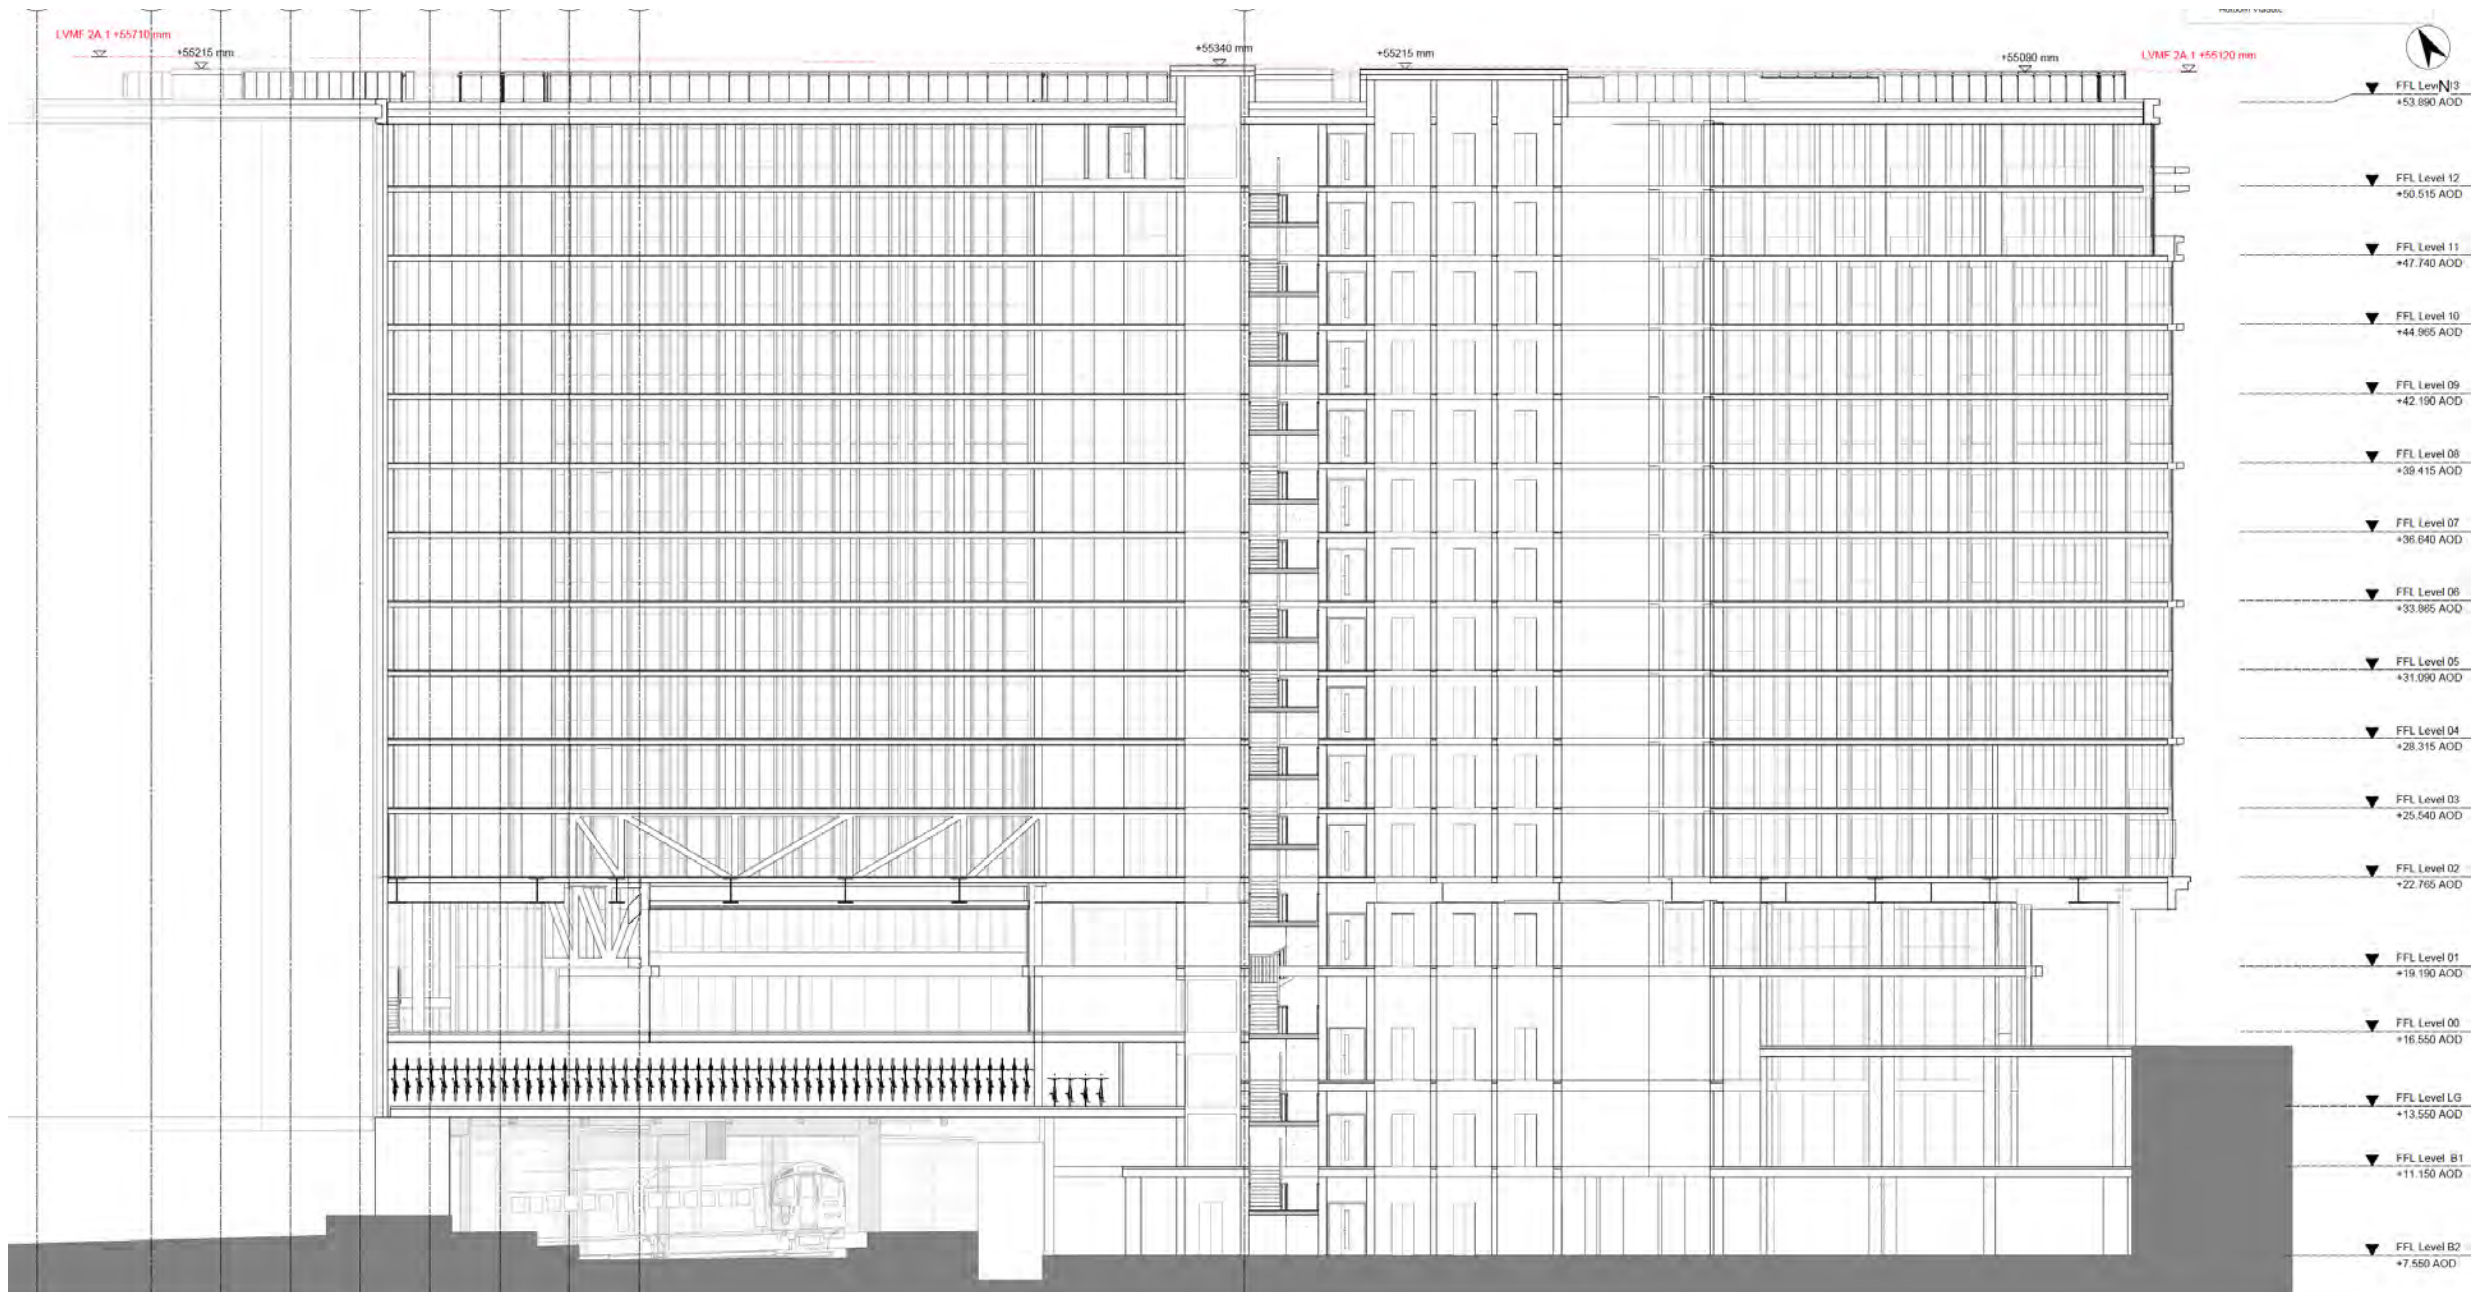 Holborn Viaduct
LVMF 2A.1 +55710 mm
+55215 mm
+55340 mm
+55215 mm
+55090 mm
LVMF 2A.1 +55120 mm
N
FFL Level 13
+53.890 AOD
FFL Level 12
+50.515 AOD
FFL Level 11
+47.740 AOD
FFL Level 10
+44.965 AOD
FFL Level 09
+42.190 AOD
FFL Level 08
+39.415 AOD
FFL Level 07
+36.640 AOD
FFL Level 06
+33.865 AOD
FFL Level 05
+31.090 AOD
FFL Level 04
+28.315 AOD
FFL Level 03
+25.540 AOD
FFL Level 02
+22.765 AOD
FFL Level 01
+19.190 AOD
FFL Level 00
+16.550 AOD
FFL Level LG
+13.550 AOD
FFL Level B1
+11.150 AOD
FFL Level B2
+7.550 AOD